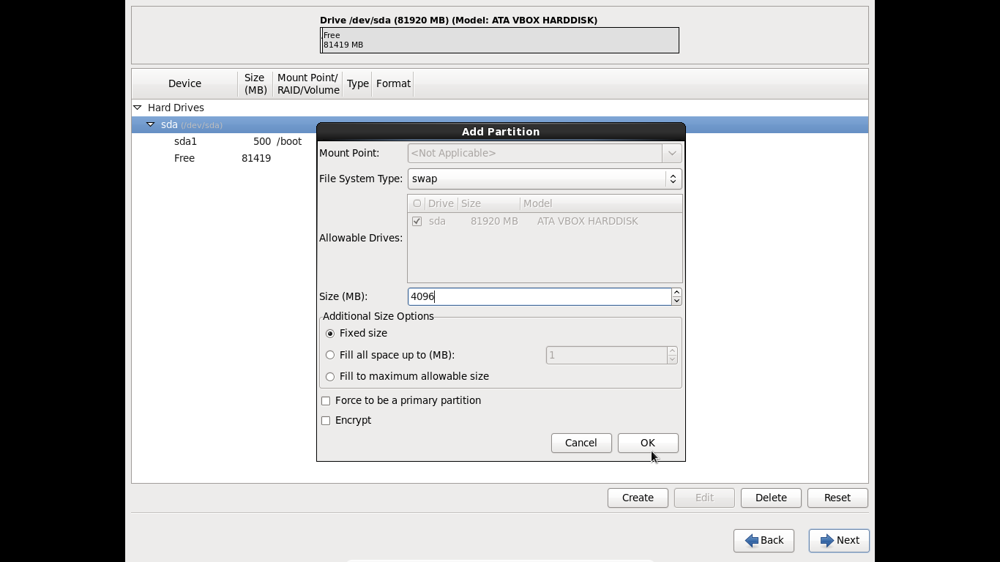 Drive /dev/sda (81920 MB) (Model: ATA VBOX HARDDISK)
Free
81419 MB
Device Size (MB) Mount Point/ RAID/Volume Type Format
Hard Drives
sda (/dev/sda)
sda1 500 /boot
Free 81419
Add Partition
Mount Point: <Not Applicable>
File System Type: swap
Drive Size Model
sda 81920 MB ATA VBOX HARDDISK
Allowable Drives:
Size (MB): 4096
Additional Size Options
Fixed size
Fill all space up to (MB): 1
Fill to maximum allowable size
Force to be a primary partition
Encrypt
Cancel OK
Create Edit Delete Reset
Back Next